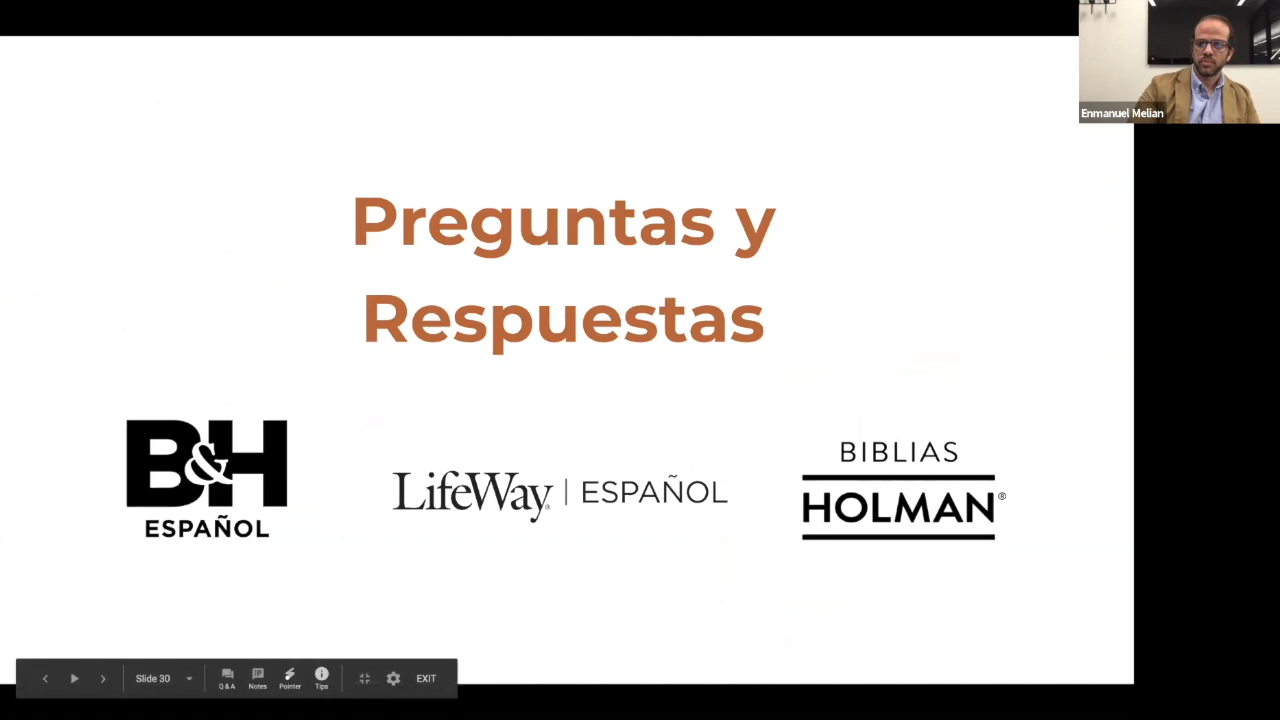 Enmanuel Melian
Preguntas y
Respuestas
B&H
ESPAÑOL
LifeWay | ESPAÑOL
BIBLIAS
HOLMAN®
Slide 30
Q & A
Notes
Pointer
Tips
EXIT